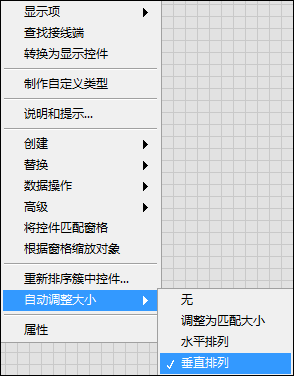 显示项
查找接线端
转换为显示控件
制作自定义类型
说明和提示...
创建
替换
数据操作
高级
将控件匹配窗格
根据窗格缩放对象
重新排序簇中控件...
自动调整大小
属性
无
调整为匹配大小
水平排列
垂直排列